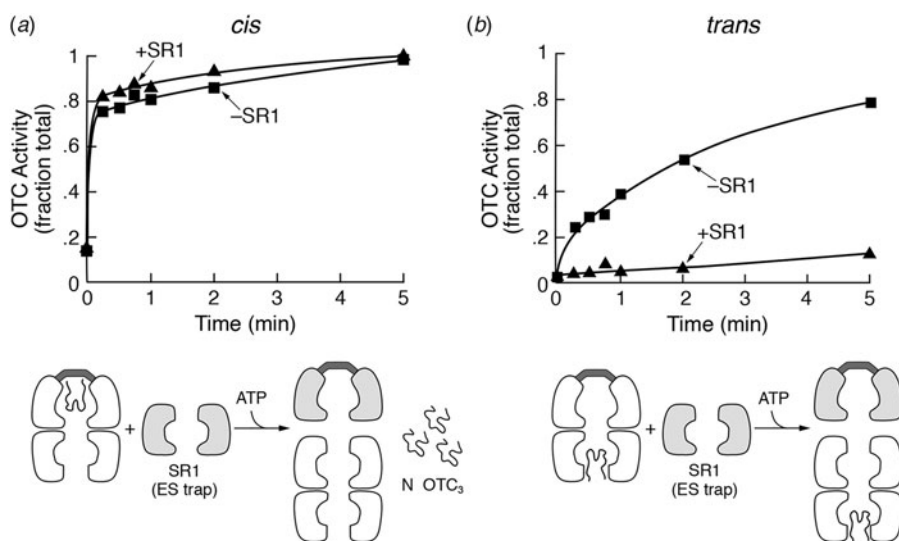 (a) cis
OTC Activity
(fraction total)
1
.8
.6
.4
.2
0
+SR1
−SR1
0 1 2 3 4 5
Time (min)
+
SR1
(ES trap)
ATP
N OTC₃
(b) trans
OTC Activity
(fraction total)
1
.8
.6
.4
.2
0
−SR1
+SR1
0 1 2 3 4 5
Time (min)
+
SR1
(ES trap)
ATP